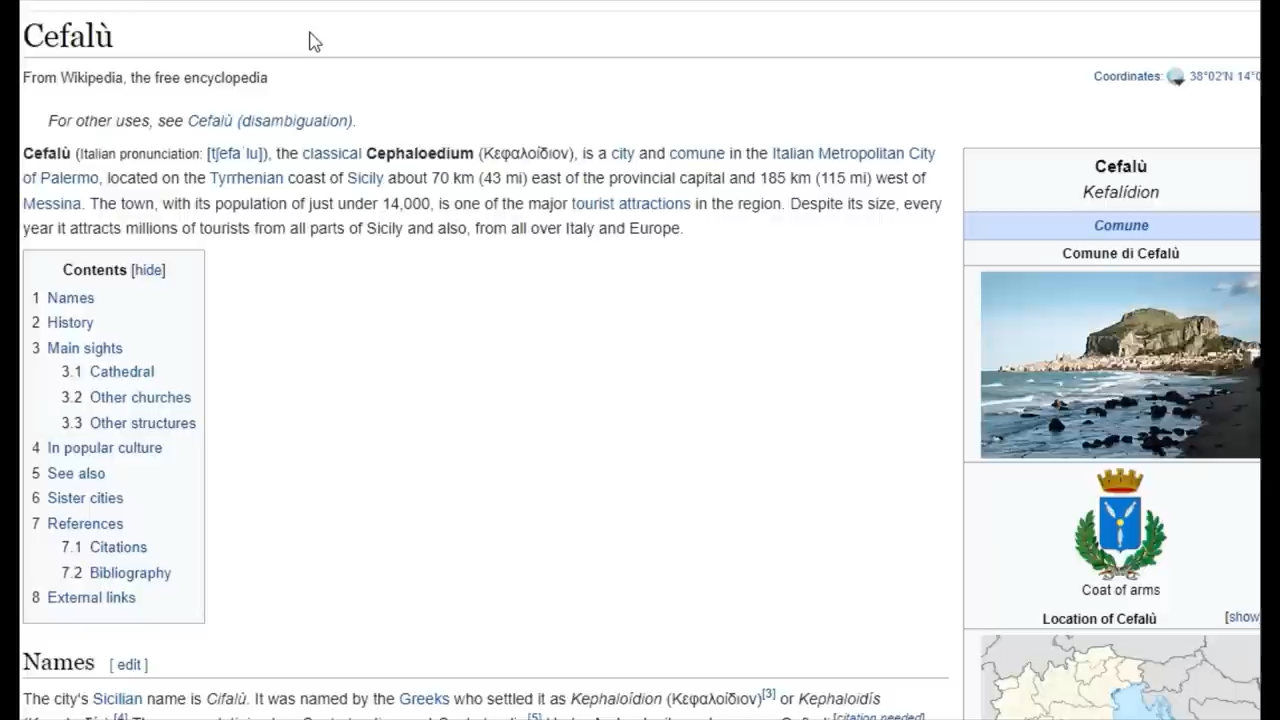 Cefalù
From Wikipedia, the free encyclopedia
Coordinates: 38°02′N 14°0
For other uses, see Cefalù (disambiguation).
Cefalù (Italian pronunciation: [tʃefaˈlu]), the classical Cephaloedium (Κεφαλοίδιον), is a city and comune in the Italian Metropolitan City
of Palermo, located on the Tyrrhenian coast of Sicily about 70 km (43 mi) east of the provincial capital and 185 km (115 mi) west of
Messina. The town, with its population of just under 14,000, is one of the major tourist attractions in the region. Despite its size, every
year it attracts millions of tourists from all parts of Sicily and also, from all over Italy and Europe.
Contents [hide]
1 Names
2 History
3 Main sights
3.1 Cathedral
3.2 Other churches
3.3 Other structures
4 In popular culture
5 See also
6 Sister cities
7 References
7.1 Citations
7.2 Bibliography
8 External links
Cefalù
Kefalídion
Comune
Comune di Cefalù
Coat of arms
Location of Cefalù [show
Names [ edit ]
The city's Sicilian name is Cifalù. It was named by the Greeks who settled it as Kephaloídion (Κεφαλοίδιον)[3] or Kephaloidís
[4] [5] [citation needed]